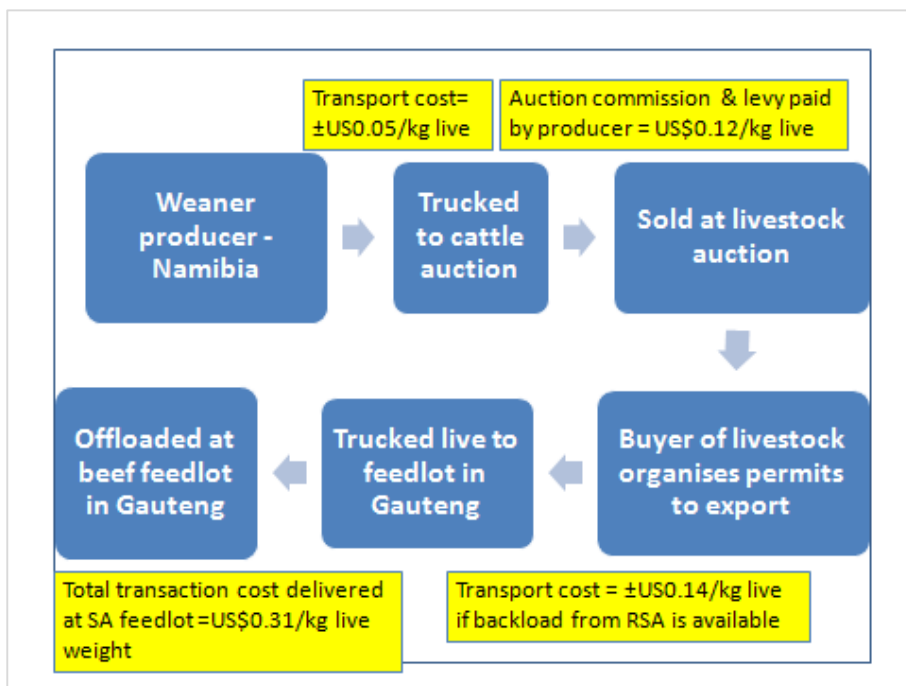 Transport cost=
±US0.05/kg live
Auction commission & levy paid
by producer = US$0.12/kg live
Weaner
producer -
Namibia
Trucked
to cattle
auction
Sold at livestock
auction
Buyer of livestock
organises permits
to export
Trucked live to
feedlot in
Gauteng
Offloaded at
beef feedlot
in Gauteng
Total transaction cost delivered
at SA feedlot =US$0.31/kg live
weight
Transport cost = ±US0.14/kg live
if backload from RSA is available